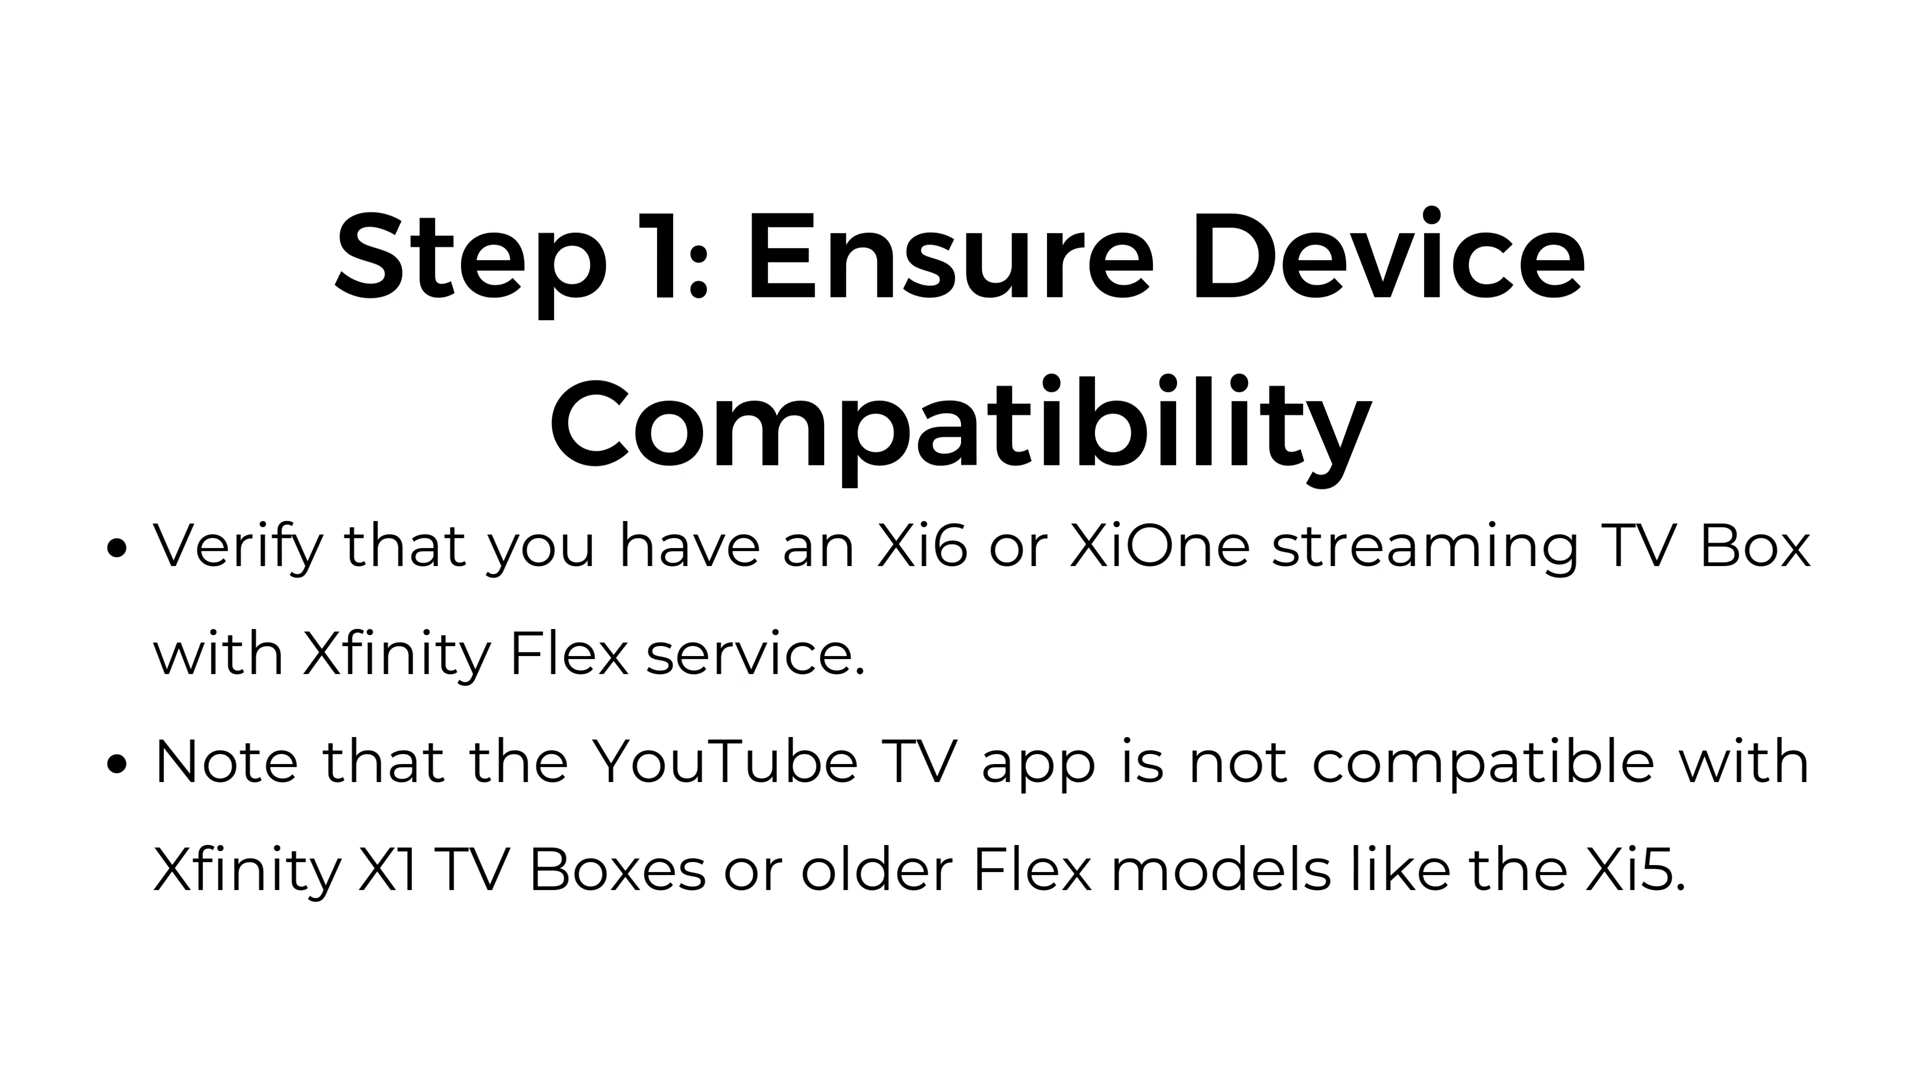 Step 1: Ensure Device
Compatibility
• Verify that you have an Xi6 or XiOne streaming TV Box
with Xfinity Flex service.
• Note that the YouTube TV app is not compatible with
Xfinity X1 TV Boxes or older Flex models like the Xi5.